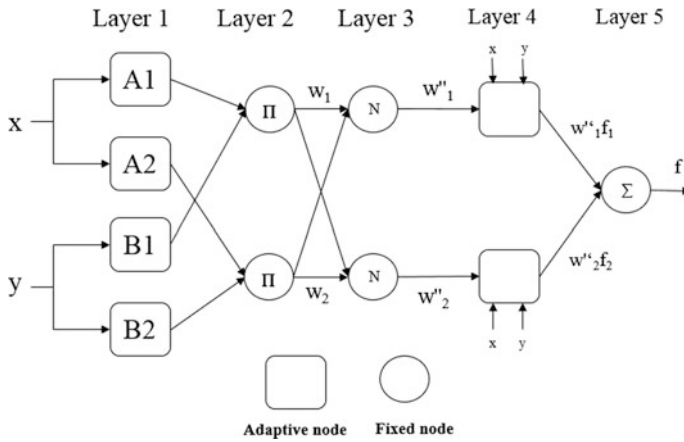 Layer 1 Layer 2 Layer 3 Layer 4 Layer 5
x y
A1 w₁ w"₁
x Π N w"₁f₁
A2 f
Σ
B1
y Π N w"₂f₂
B2 w₂ w"₂
x y
Adaptive node Fixed node